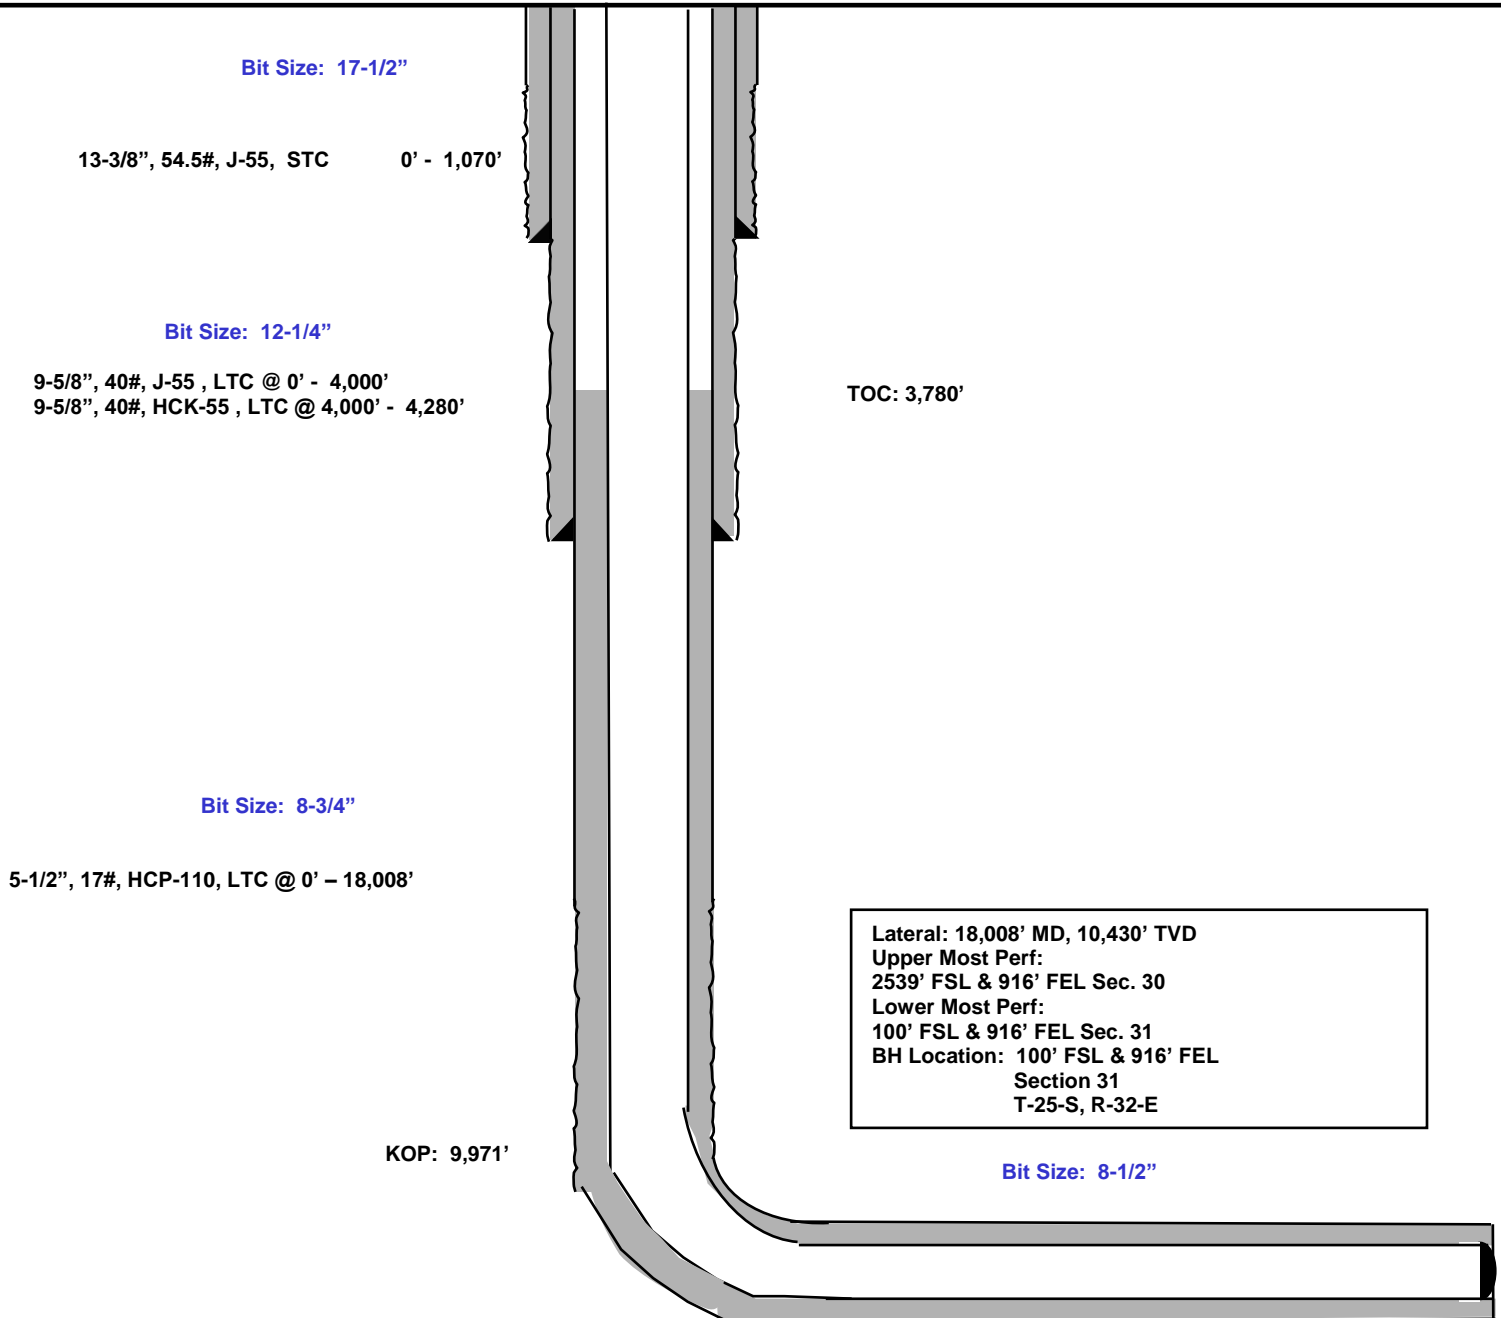 Bit Size: 17-1/2”
13-3/8”, 54.5#, J-55, STC 0’ - 1,070’
Bit Size: 12-1/4”
9-5/8”, 40#, J-55 , LTC @ 0’ - 4,000’
9-5/8”, 40#, HCK-55 , LTC @ 4,000’ - 4,280’
TOC: 3,780’
Bit Size: 8-3/4”
5-1/2”, 17#, HCP-110, LTC @ 0’ – 18,008’
Lateral: 18,008’ MD, 10,430’ TVD
Upper Most Perf:
2539’ FSL & 916’ FEL Sec. 30
Lower Most Perf:
100’ FSL & 916’ FEL Sec. 31
BH Location: 100’ FSL & 916’ FEL
Section 31
T-25-S, R-32-E
KOP: 9,971’
Bit Size: 8-1/2”